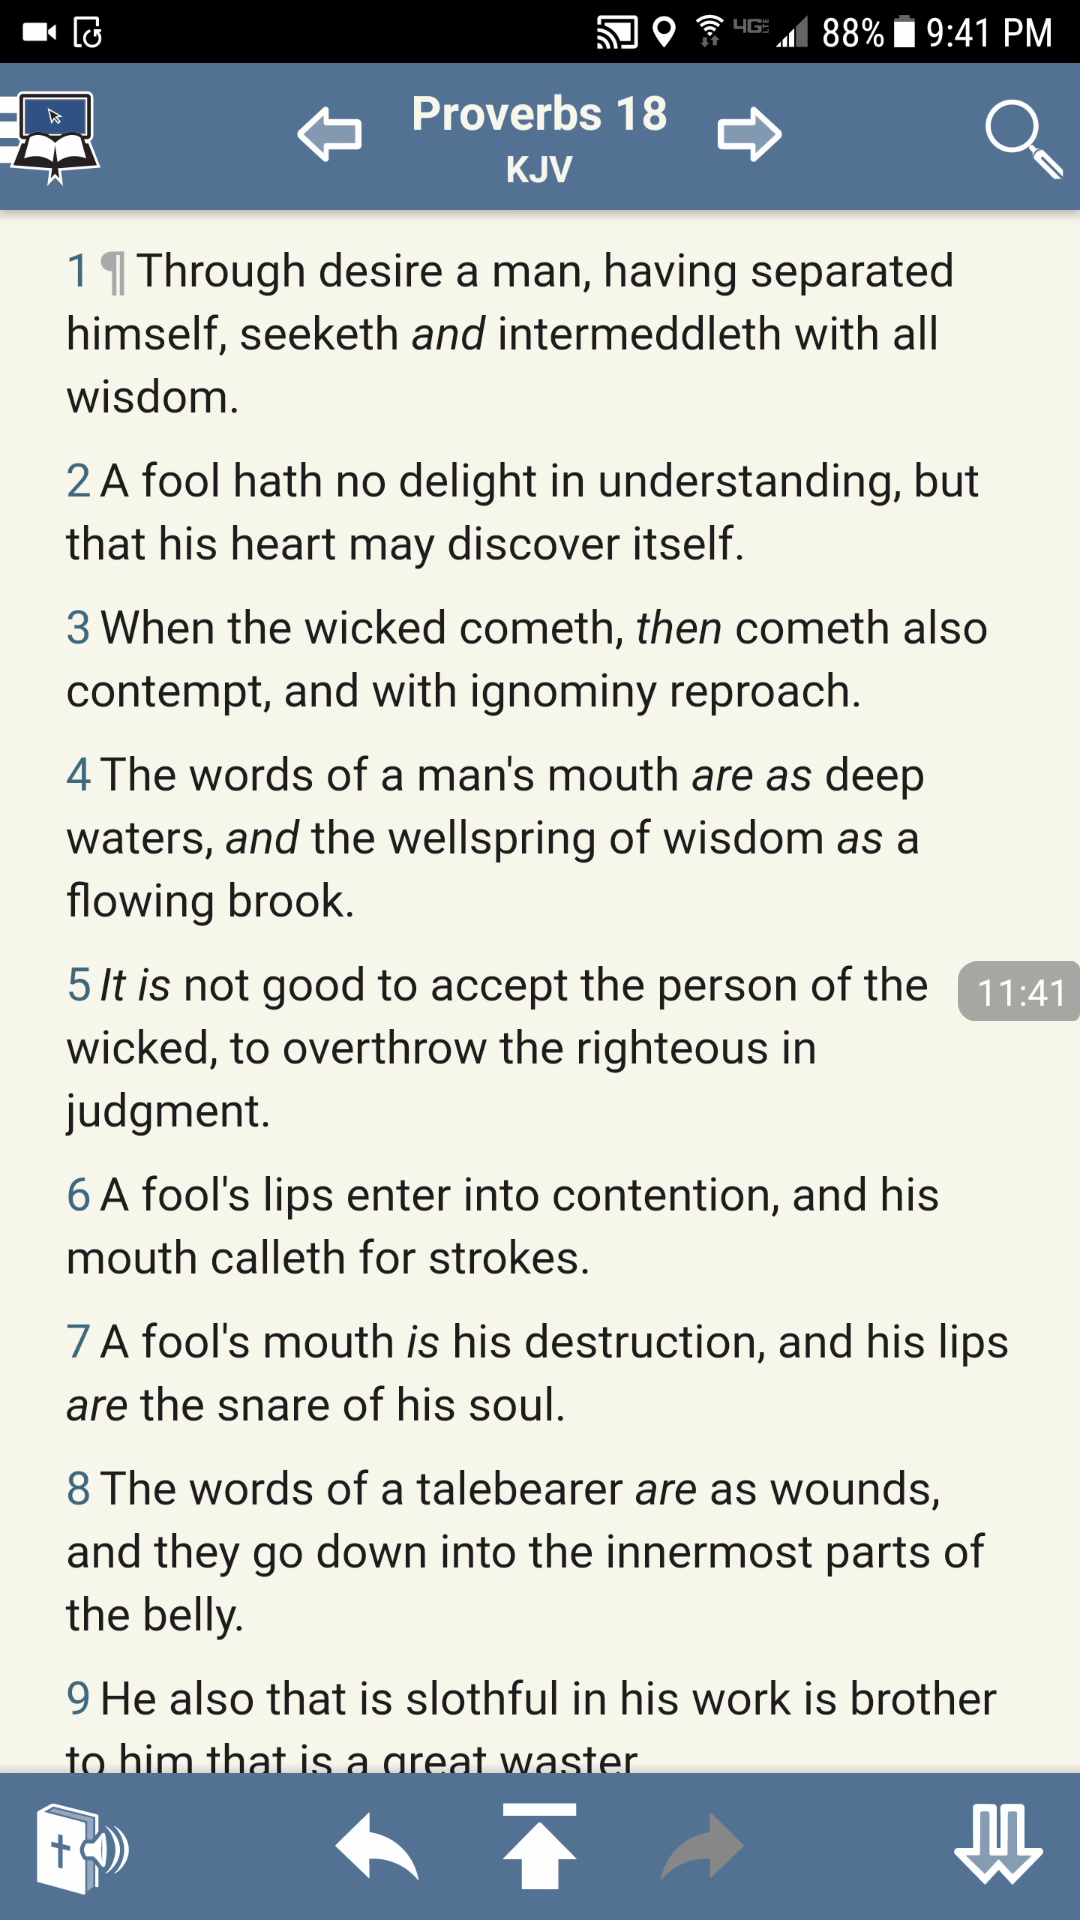 4G LTE 88% 9:41 PM
Proverbs 18
KJV
1 ¶ Through desire a man, having separated
himself, seeketh and intermeddleth with all
wisdom.
2 A fool hath no delight in understanding, but
that his heart may discover itself.
3 When the wicked cometh, then cometh also
contempt, and with ignominy reproach.
4 The words of a man's mouth are as deep
waters, and the wellspring of wisdom as a
flowing brook.
5 It is not good to accept the person of the
11:41
wicked, to overthrow the righteous in
judgment.
6 A fool's lips enter into contention, and his
mouth calleth for strokes.
7 A fool's mouth is his destruction, and his lips
are the snare of his soul.
8 The words of a talebearer are as wounds,
and they go down into the innermost parts of
the belly.
9 He also that is slothful in his work is brother
to him that is a great waster